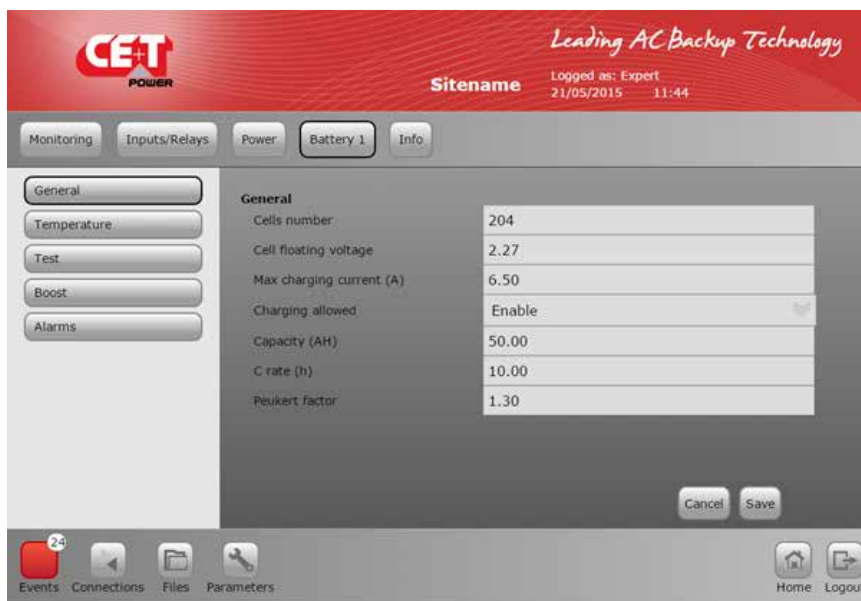 CE+T
POWER
Leading AC Backup Technology
Sitename
Logged as: Expert
21/05/2015 11:44
Monitoring Inputs/Relays Power Battery 1 Info
General
Temperature
Test
Boost
Alarms
General
Cells number 204
Cell floating voltage 2.27
Max charging current (A) 6.50
Charging allowed Enable
Capacity (AH) 50.00
C rate (h) 10.00
Peukert factor 1.30
Cancel Save
24
Events Connections Files Parameters Home Logout